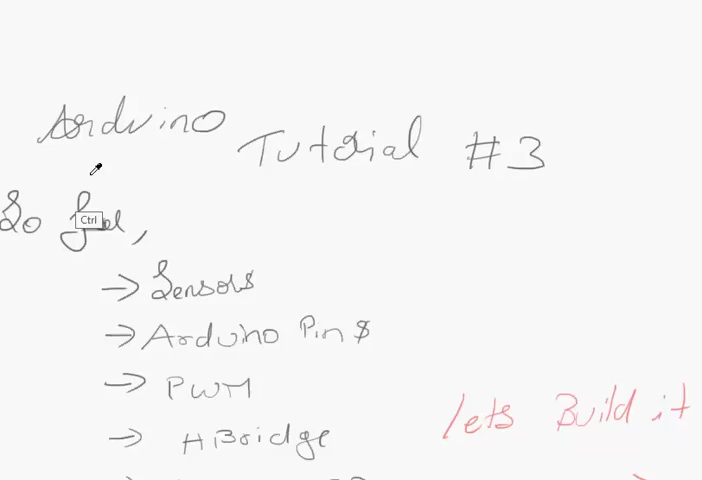 Arduino
Tutorial #3
So far,
Ctrl
→ Sensors
→ Arduino Pins
→ PWM
→ HBridge
lets Build it